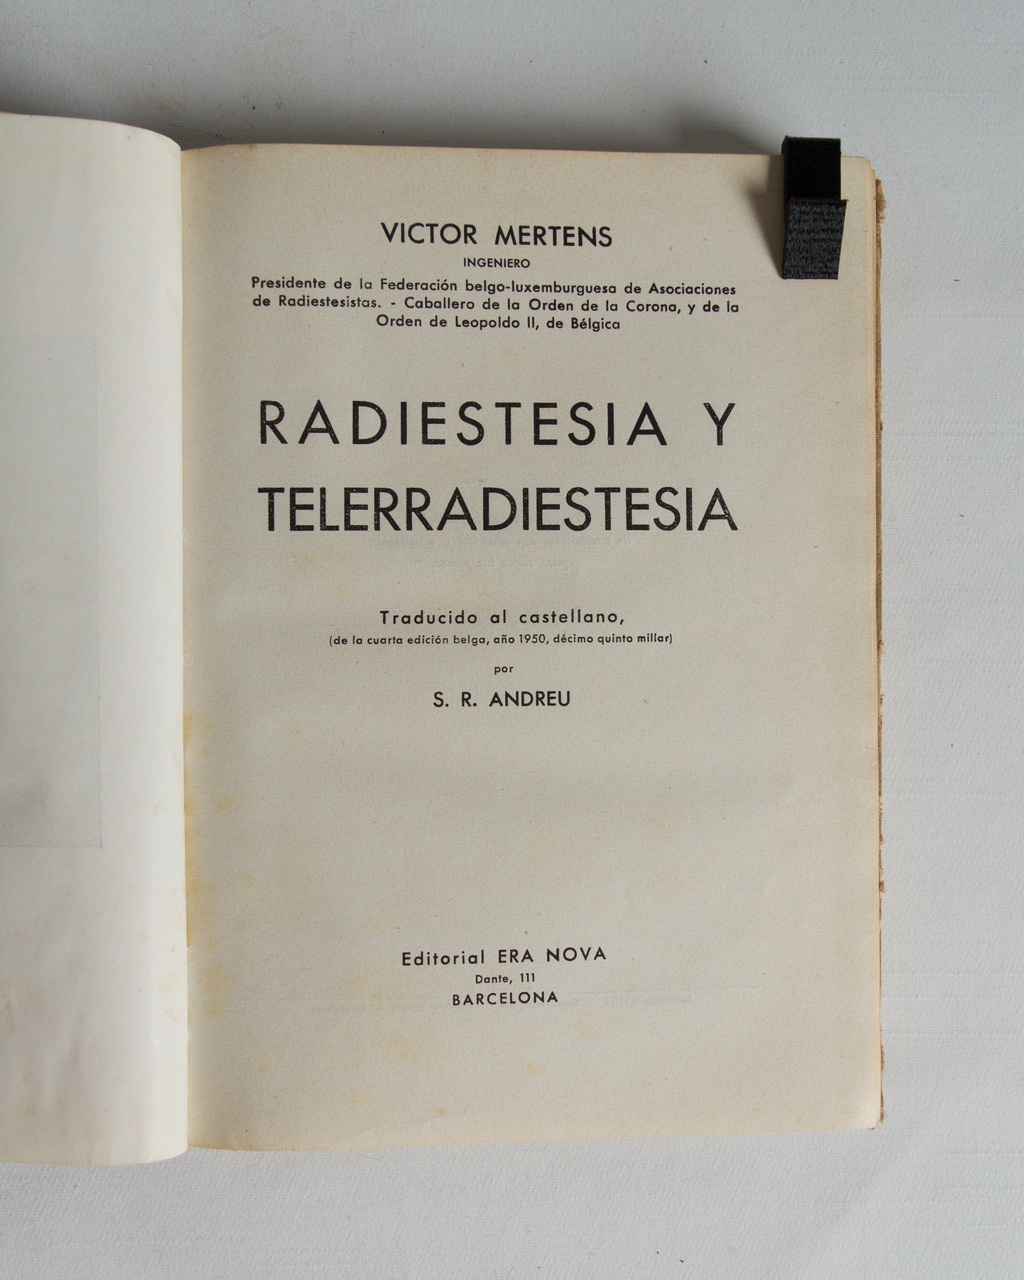 VICTOR MERTENS
INGENIERO
Presidente de la Federación belgo-luxemburguesa de Asociaciones
de Radiestesistas. - Caballero de la Orden de la Corona, y de la
Orden de Leopoldo II, de Bélgica
RADIESTESIA Y
TELERRADIESTESIA
Traducido al castellano,
(de la cuarta edición belga, año 1950, décimo quinto millar)
por
S. R. ANDREU
Editorial ERA NOVA
Dante, 111
BARCELONA